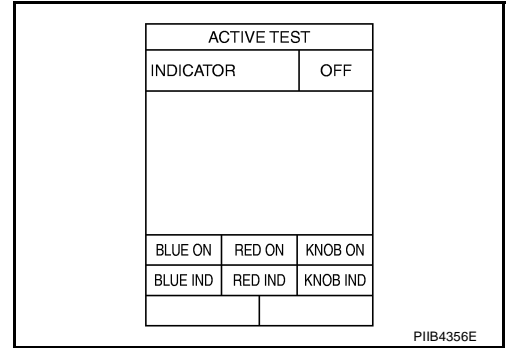 ACTIVE TEST
INDICATOR OFF
BLUE ON RED ON KNOB ON
BLUE IND RED IND KNOB IND
PIIB4356E